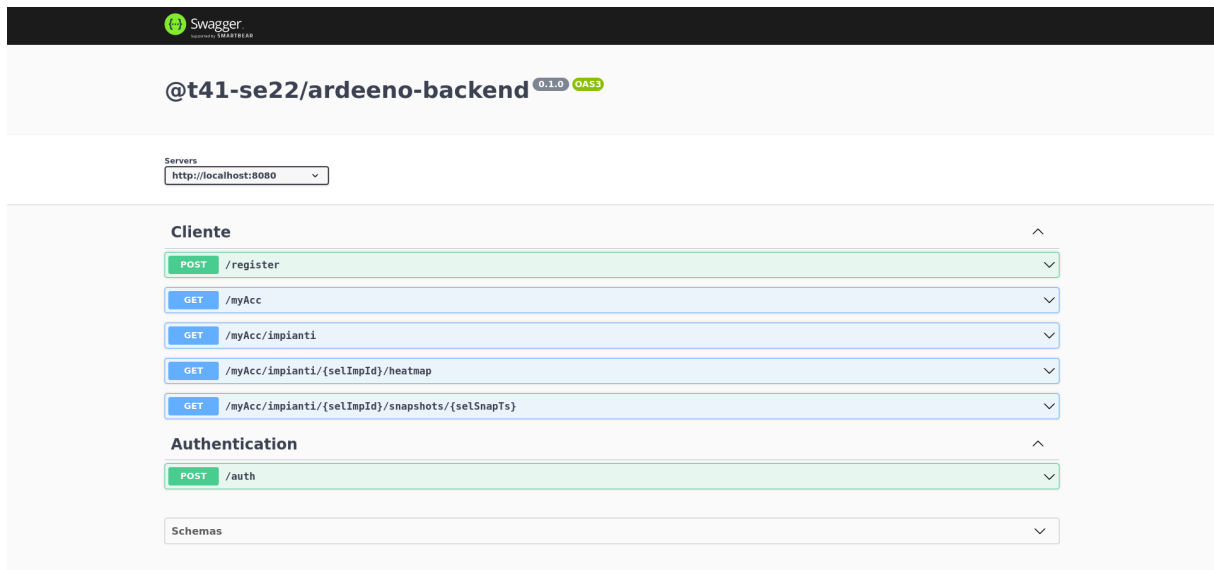 {···} Swagger.
Supported by SMARTBEAR
@t41-se22/ardeeno-backend 0.1.0 OAS3
Servers
http://localhost:8080
Cliente
POST /register
GET /myAcc
GET /myAcc/impianti
GET /myAcc/impianti/{selImpId}/heatmap
GET /myAcc/impianti/{selImpId}/snapshots/{selSnapTs}
Authentication
POST /auth
Schemas